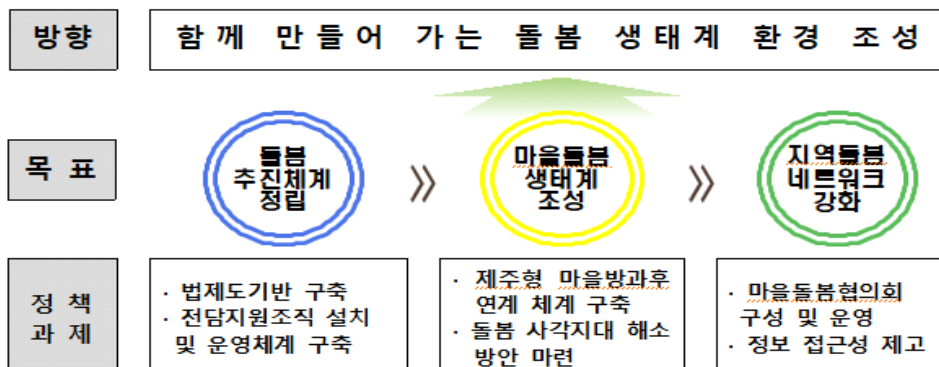 방향
함께 만들어 가는 돌봄 생태계 환경 조성
목표
돌봄
추진체계
정립
마을돌봄
생태계
조성
지역돌봄
네트워크
강화
정책
과제
· 법제도기반 구축
· 전담지원조직 설치
및 운영체계 구축
· 제주형 마을방과후
연계 체계 구축
· 돌봄 사각지대 해소
방안 마련
· 마을돌봄협의회
구성 및 운영
· 정보 접근성 제고